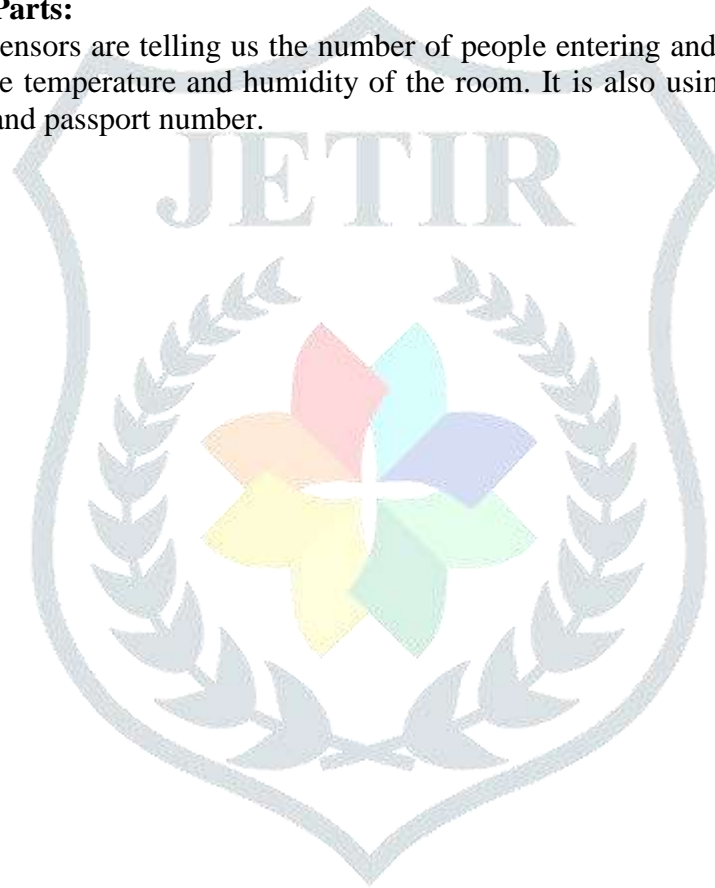 Parts:
ensors are telling us the number of people entering and
e temperature and humidity of the room. It is also usin
and passport number.
JETIR